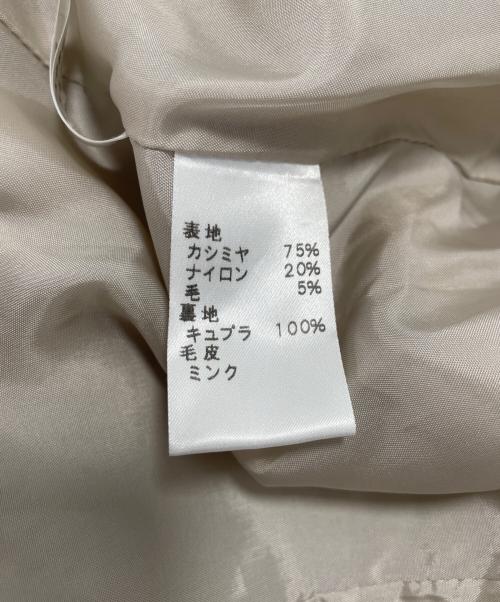 表地
カシミヤ 75%
ナイロン 20%
毛 5%
裏地
キュプラ 100%
毛皮
ミンク